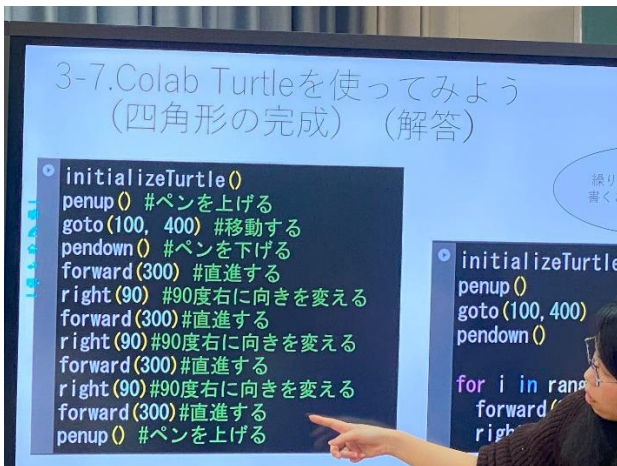 3-7.Colab Turtleを使ってみよう
(四角形の完成) (解答)
initializeTurtle()
penup() #ペンを上げる
goto(100, 400) #移動する
pendown() #ペンを下げる
forward(300) #直進する
right(90) #90度右に向きを変える
forward(300)#直進する
right(90)#90度右に向きを変える
forward(300)#直進する
right(90)#90度右に向きを変える
forward(300)#直進する
penup() #ペンを上げる
繰り
書く
initializeTurtle
penup()
goto(100,400)
pendown()
for i in rang
forward(
righ